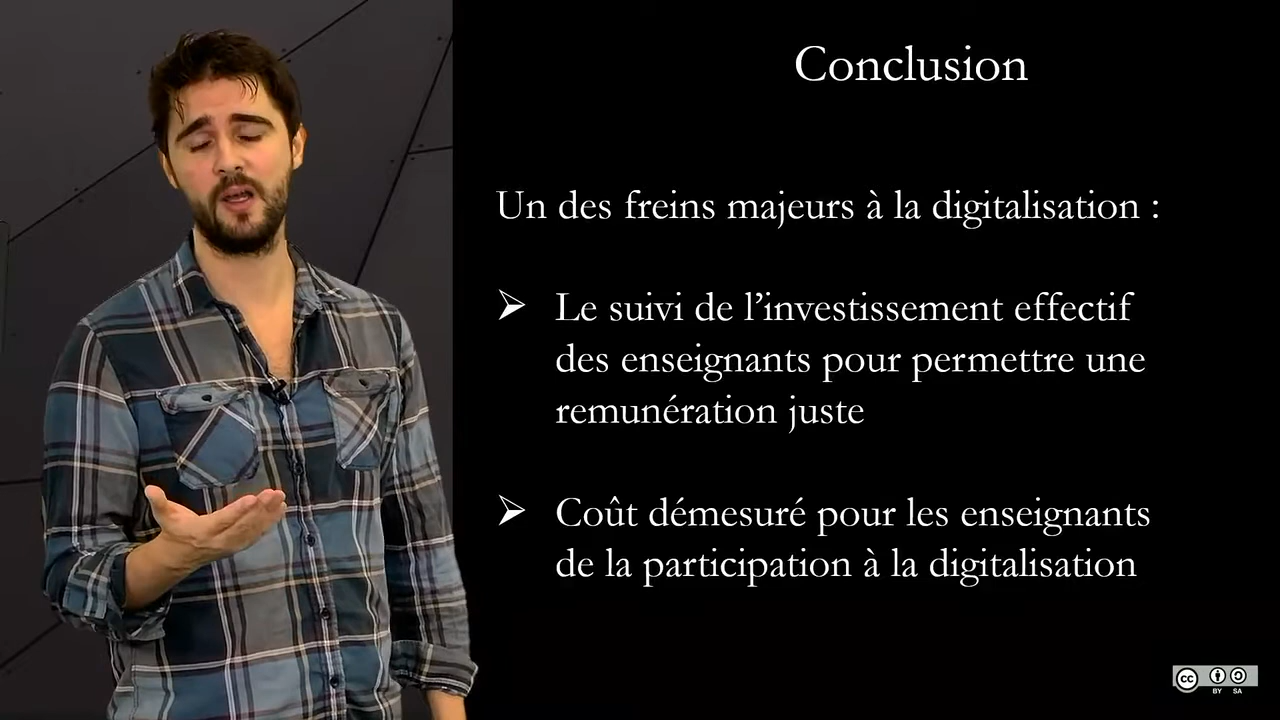 Conclusion
Un des freins majeurs à la digitalisation :
➢ Le suivi de l’investissement effectif
des enseignants pour permettre une
remunération juste
➢ Coût démesuré pour les enseignants
de la participation à la digitalisation
cc
BY SA